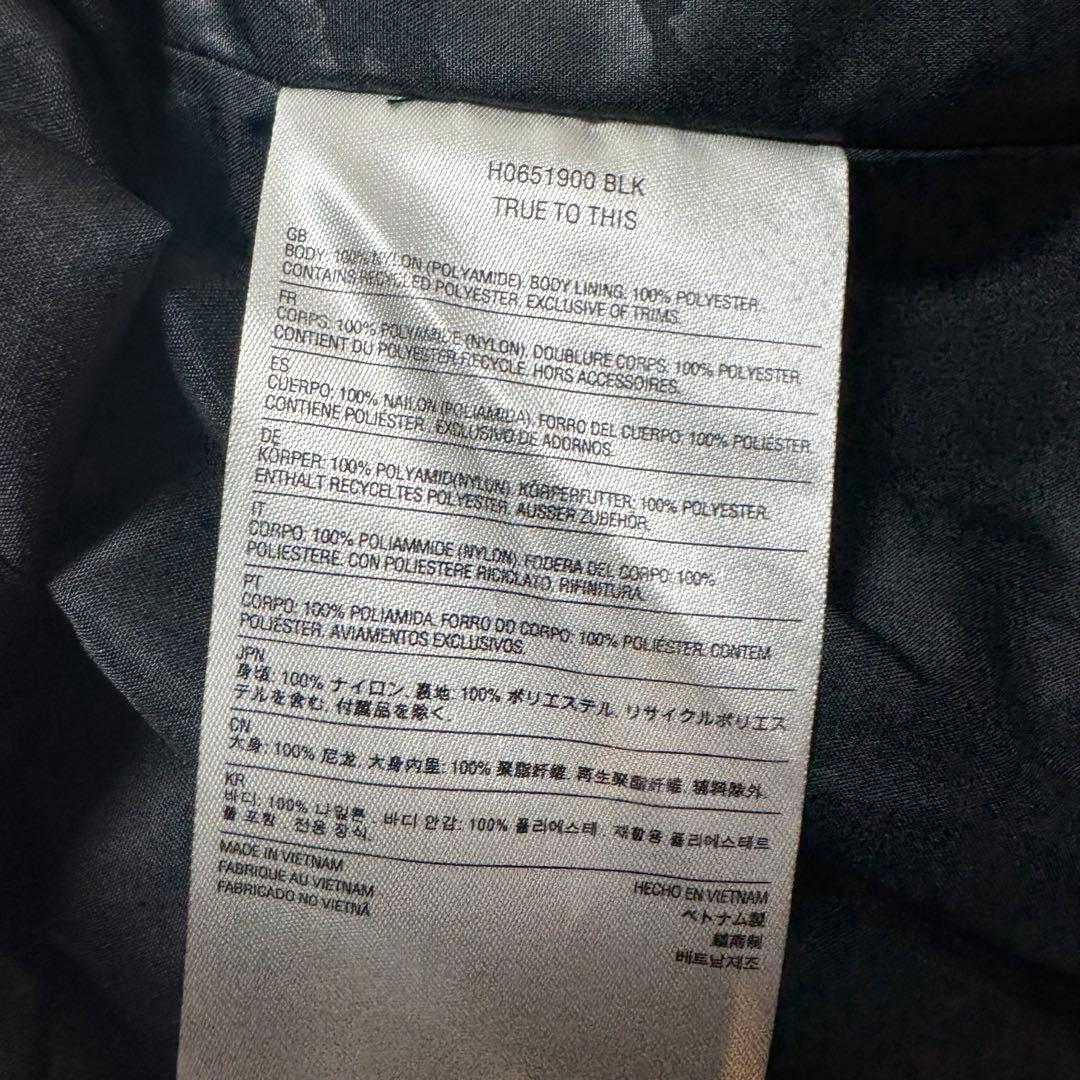 H0651900 BLK
TRUE TO THIS
GB
BODY: 100% NYLON (POLYAMIDE). BODY LINING: 100% POLYESTER.
CONTAINS RECYCLED POLYESTER. EXCLUSIVE OF TRIMS.
FR
CORPS: 100% POLYAMIDE (NYLON). DOUBLURE CORPS: 100% POLYESTER.
CONTIENT DU POLYESTER RECYCLE. HORS ACCESSOIRES.
ES
CUERPO: 100% NAILON (POLIAMIDA). FORRO DEL CUERPO: 100% POLIÉSTER.
CONTIENE POLIÉSTER. EXCLUSIVO DE ADORNOS.
DE
KÖRPER: 100% POLYAMID(NYLON). KÖRPERFUTTER: 100% POLYESTER.
ENTHÄLT RECYCELTES POLYESTER. AUSSER ZUBEHÖR.
IT
CORPO: 100% POLIAMMIDE (NYLON). FODERA DEL CORPO: 100%
POLIESTERE. CON POLIESTERE RICICLATO. RIFINITURA.
PT
CORPO: 100% POLIAMIDA. FORRO DO CORPO: 100% POLIÉSTER. CONTEM
POLIÉSTER. AVIAMENTOS EXCLUSIVOS.
JPN
身頃: 100% ナイロン. 裏地: 100% ポリエステル. リサイクルポリエス
テルを含む. 付属品を除く.
CN
大身: 100% 尼龙. 大身内里: 100% 聚脂纤维. 再生聚酯纤维. 辅料除外.
KR
바디: 100% 나일론. 바디 안감: 100% 폴리에스테. 재활용 폴리에스테르
를 포함. 전용 장식.
MADE IN VIETNAM
FABRIQUE AU VIETNAM
FABRICADO NO VIETNÃ
HECHO EN VIETNAM
ベトナム製
越南制
베트남제조